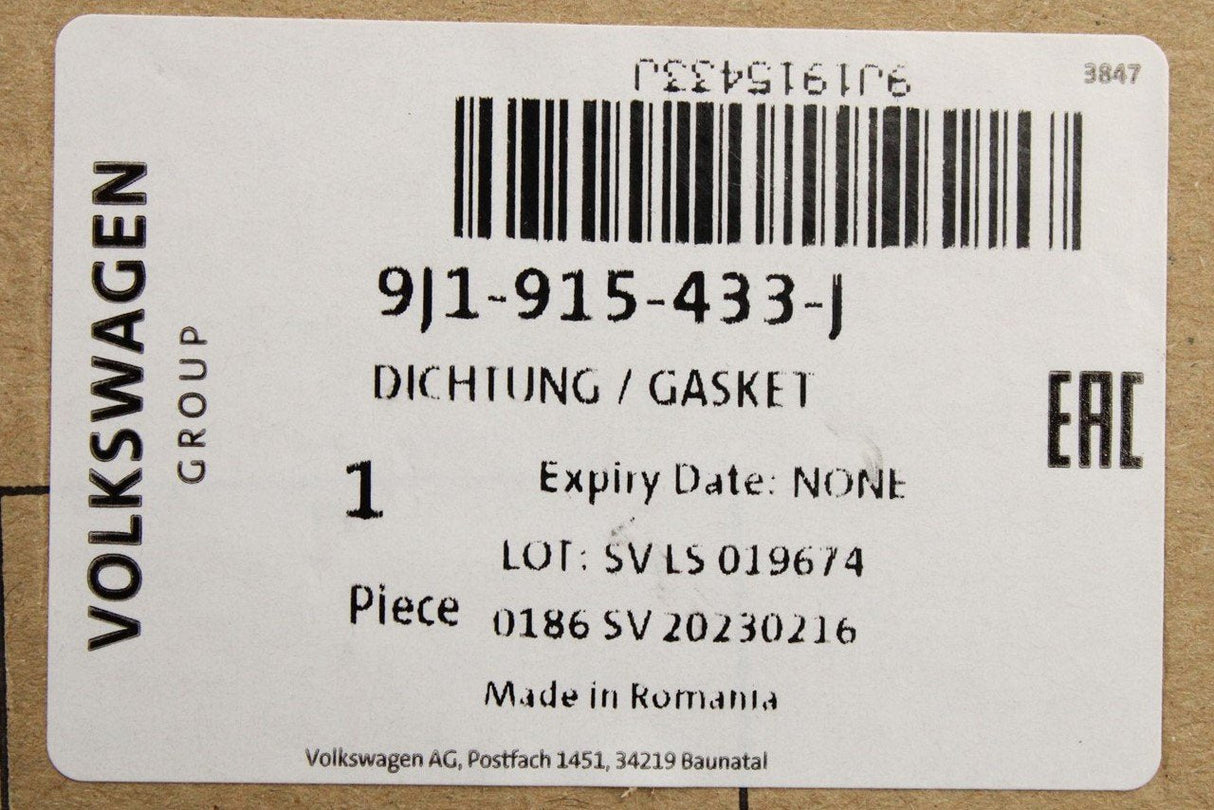 9J1915433J
3847
9J1-915-433-J
DICHTUNG / GASKET
EAC
1
Expiry Date: NONE
LOT: SV LS 019674
Piece
0186 SV 20230216
Made in Romania
Volkswagen AG, Postfach 1451, 34219 Baunatal
VOLKSWAGEN
GROUP